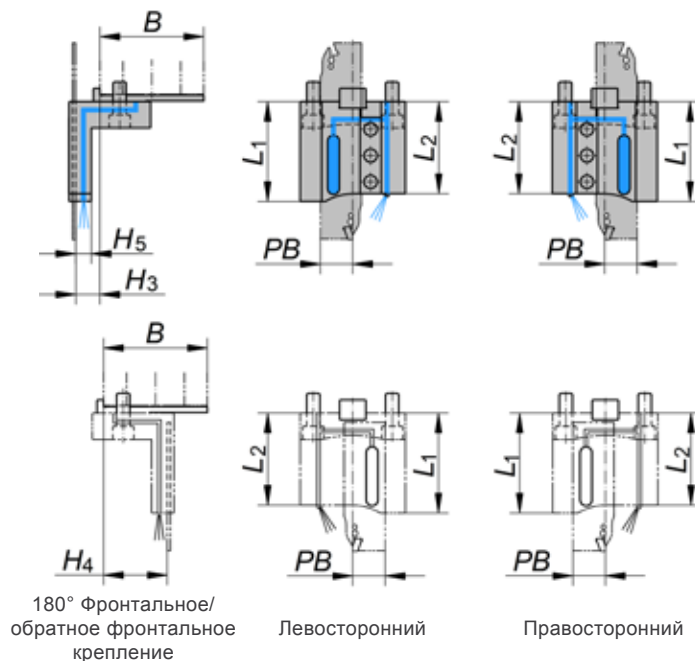 B
L1
L2
L2
L1
H5
H3
PB
PB
B
L2
L1
L1
L2
H4
PB
PB
180° Фронтальное/
обратное фронтальное
крепление
Левосторонний
Правосторонний